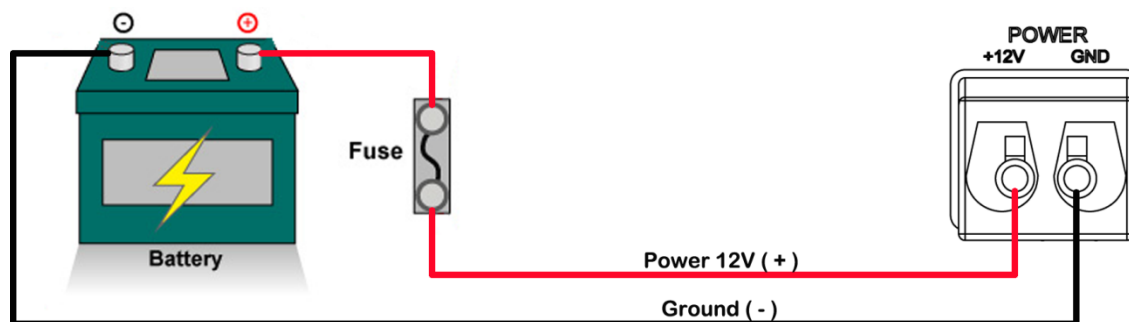 (-) (+)
POWER
+12V GND
Fuse
Battery
Power 12V ( + )
Ground ( - )